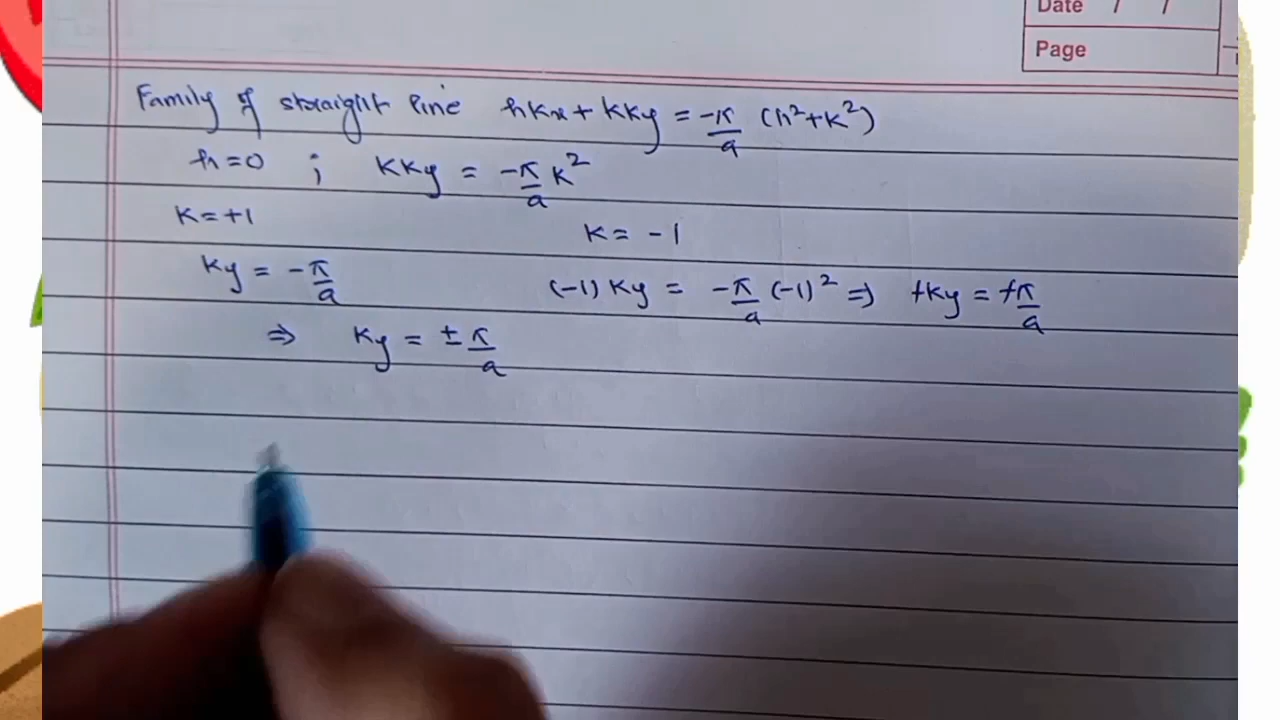 Date / /
Page
Family of straight line hkx + kky = -π/a (h²+k²)
h=0 ; kky = -π/a k²
k=+1 k= -1
ky = -π/a (-1) ky = -π/a (-1)² => +ky = +π/a
=> ky = ± π/a